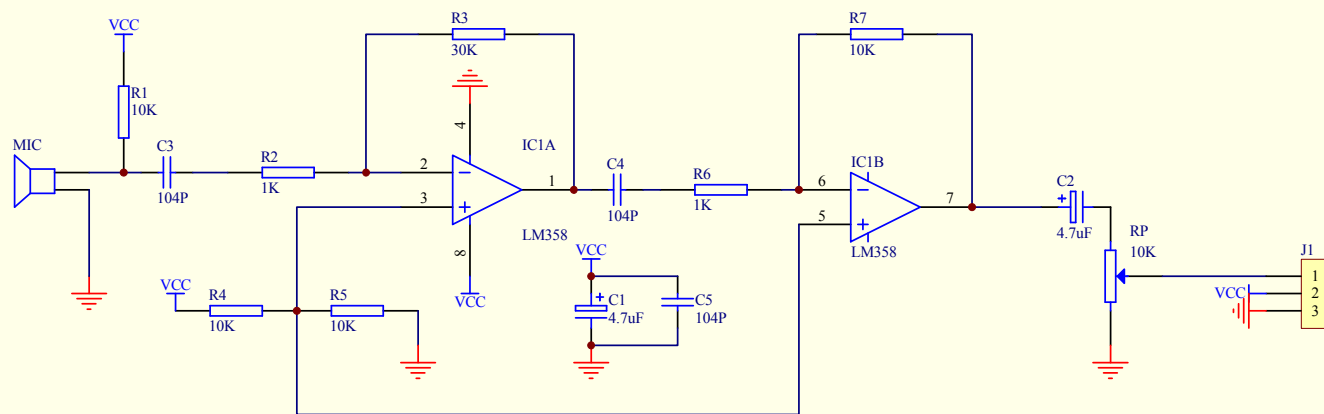 VCC
R1
10K
MIC
C3
104P
R2
1K
R3
30K
4
2
3
8
1
IC1A
LM358
VCC
C4
104P
R6
1K
R7
10K
6
5
7
IC1B
LM358
C2
+
4.7uF
RP
10K
J1
1
2
3
VCC
VCC
R4
10K
R5
10K
VCC
+
C1
4.7uF
C5
104P